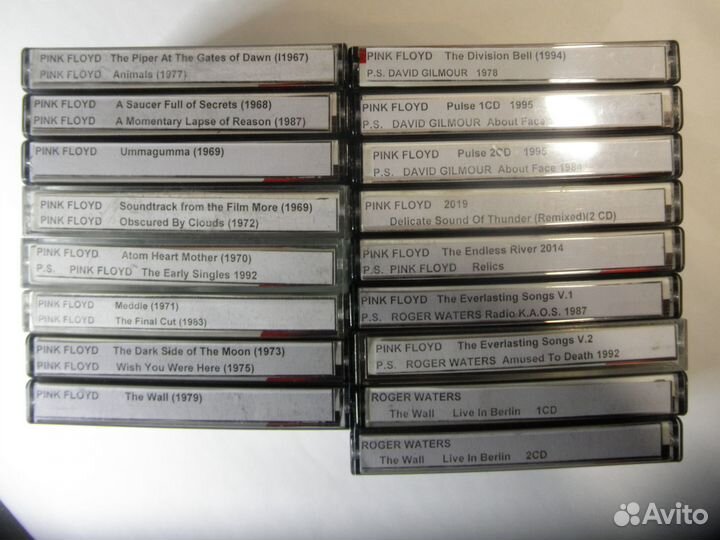 PINK FLOYD The Piper At The Gates of Dawn (I1967)
PINK FLOYD Animals (1977)
PINK FLOYD A Saucer Full of Secrets (1968)
PINK FLOYD A Momentary Lapse of Reason (1987)
PINK FLOYD Ummagumma (1969)
PINK FLOYD Soundtrack from the Film More (1969)
PINK FLOYD Obscured By Clouds (1972)
PINK FLOYD Atom Heart Mother (1970)
P.S. PINK FLOYD The Early Singles 1992
PINK FLOYD Meddle (1971)
PINK FLOYD The Final Cut (1983)
PINK FLOYD The Dark Side of The Moon (1973)
PINK FLOYD Wish You Were Here (1975)
PINK FLOYD The Wall (1979)
PINK FLOYD The Division Bell (1994)
P.S. DAVID GILMOUR 1978
PINK FLOYD Pulse 1CD 1995
P.S. DAVID GILMOUR About Face
PINK FLOYD Pulse 2CD 1995
P.S. DAVID GILMOUR About Face 1984
PINK FLOYD 2019
Delicate Sound Of Thunder (Remixed)(2 CD)
PINK FLOYD The Endless River 2014
P.S. PINK FLOYD Relics
PINK FLOYD The Everlasting Songs V.1
P.S. ROGER WATERS Radio K.A.O.S. 1987
PINK FLOYD The Everlasting Songs V.2
P.S. ROGER WATERS Amused To Death 1992
ROGER WATERS
The Wall Live In Berlin 1CD
ROGER WATERS
The Wall Live In Berlin 2CD
Avito